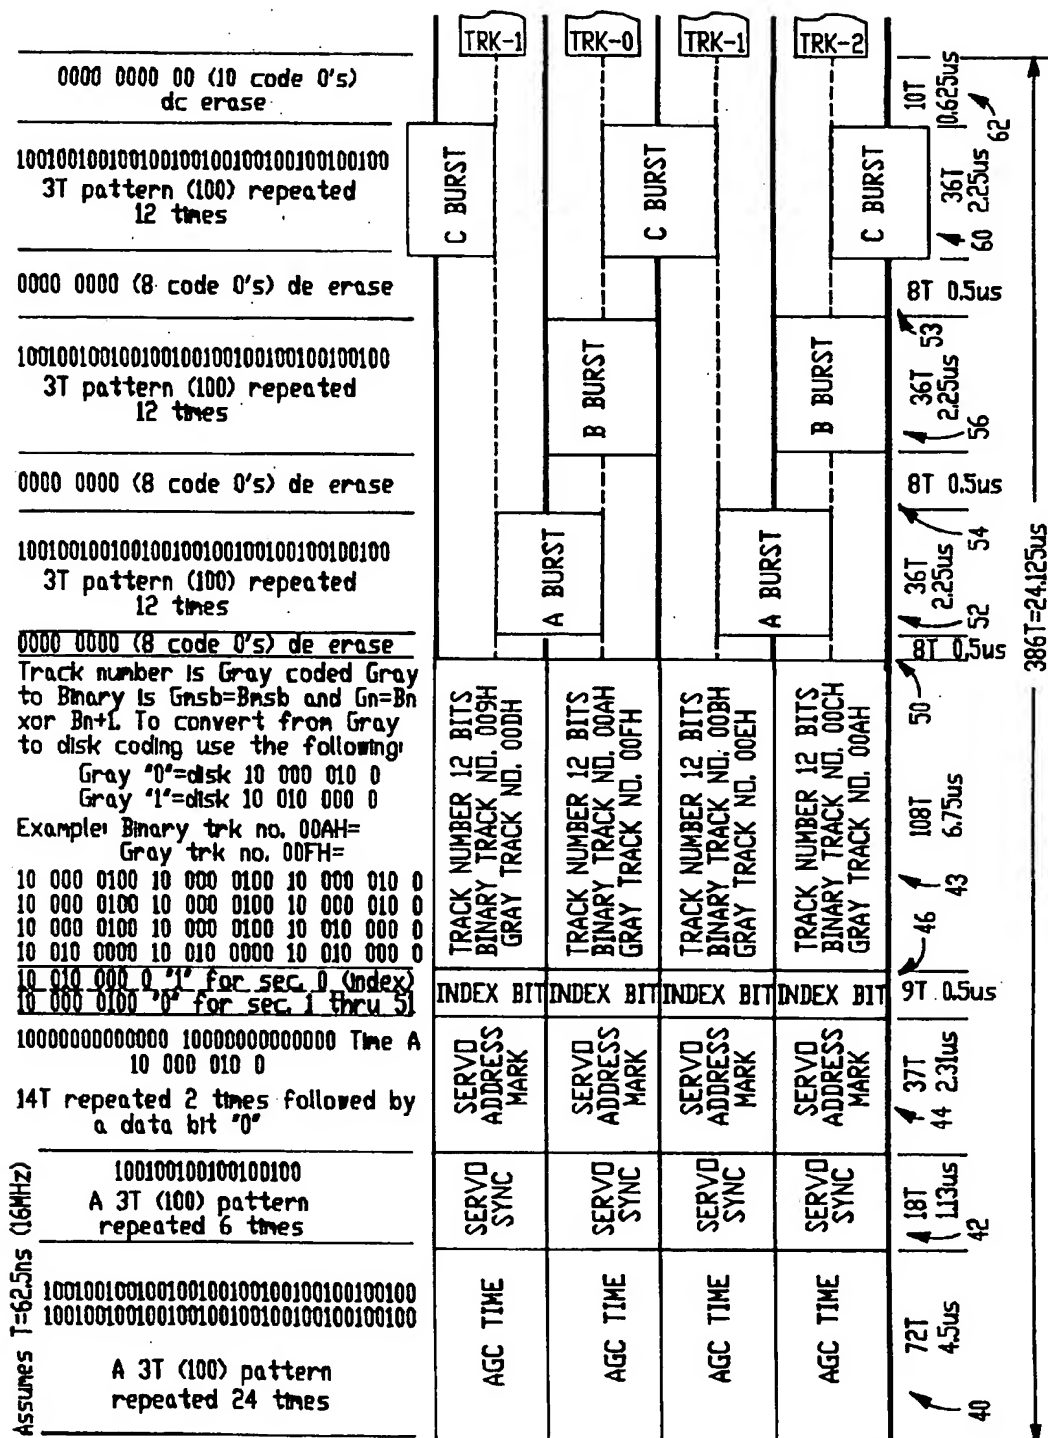 TRK-1
TRK-0
TRK-1
TRK-2
0000 0000 00 (10 code 0's)
dc erase
10T
0.625us
62
100100100100100100100100100100100100
3T pattern (100) repeated
12 times
C BURST
C BURST
C BURST
36T
2.25us
60
0000 0000 (8 code 0's) de erase
8T 0.5us
53
100100100100100100100100100100100100
3T pattern (100) repeated
12 times
B BURST
B BURST
36T
2.25us
56
0000 0000 (8 code 0's) de erase
8T 0.5us
54
100100100100100100100100100100100100
3T pattern (100) repeated
12 times
A BURST
A BURST
36T
2.25us
52
0000 0000 (8 code 0's) de erase
8T 0.5us
50
386T=24.125us
Track number is Gray coded Gray
to Binary is Gmsb=Bmsb and Gn=Bn
xor Bn+1. To convert from Gray
to disk coding use the following:
Gray "0"=disk 10 000 010 0
Gray "1"=disk 10 010 000 0
Example: Binary trk no. 00AH=
Gray trk no. 00FH=
10 000 0100 10 000 0100 10 000 010 0
10 000 0100 10 000 0100 10 000 010 0
10 000 0100 10 000 0100 10 010 000 0
10 010 0000 10 010 0000 10 010 000 0
TRACK NUMBER 12 BITS
BINARY TRACK NO. 009H
GRAY TRACK NO. 00DH
TRACK NUMBER 12 BITS
BINARY TRACK NO. 00AH
GRAY TRACK NO. 00FH
TRACK NUMBER 12 BITS
BINARY TRACK NO. 00BH
GRAY TRACK NO. 00EH
TRACK NUMBER 12 BITS
BINARY TRACK NO. 00CH
GRAY TRACK NO. 00AH
108T
6.75us
43
46
10 010 000 0 "1" for sec. 0 (index)
10 000 0100 "0" for sec. 1 thru 51
INDEX BIT
INDEX BIT
INDEX BIT
INDEX BIT
9T 0.5us
10000000000000 10000000000000 Time A
10 000 010 0
14T repeated 2 times followed by
a data bit "0"
SERVO
ADDRESS
MARK
SERVO
ADDRESS
MARK
SERVO
ADDRESS
MARK
SERVO
ADDRESS
MARK
37T
2.31us
44
100100100100100100
A 3T (100) pattern
repeated 6 times
SERVO
SYNC
SERVO
SYNC
SERVO
SYNC
SERVO
SYNC
18T
1.13us
42
Assumes T=62.5ns (16MHz)
100100100100100100100100100100100100
100100100100100100100100100100100100
A 3T (100) pattern
repeated 24 times
AGC TIME
AGC TIME
AGC TIME
AGC TIME
72T
4.5us
40